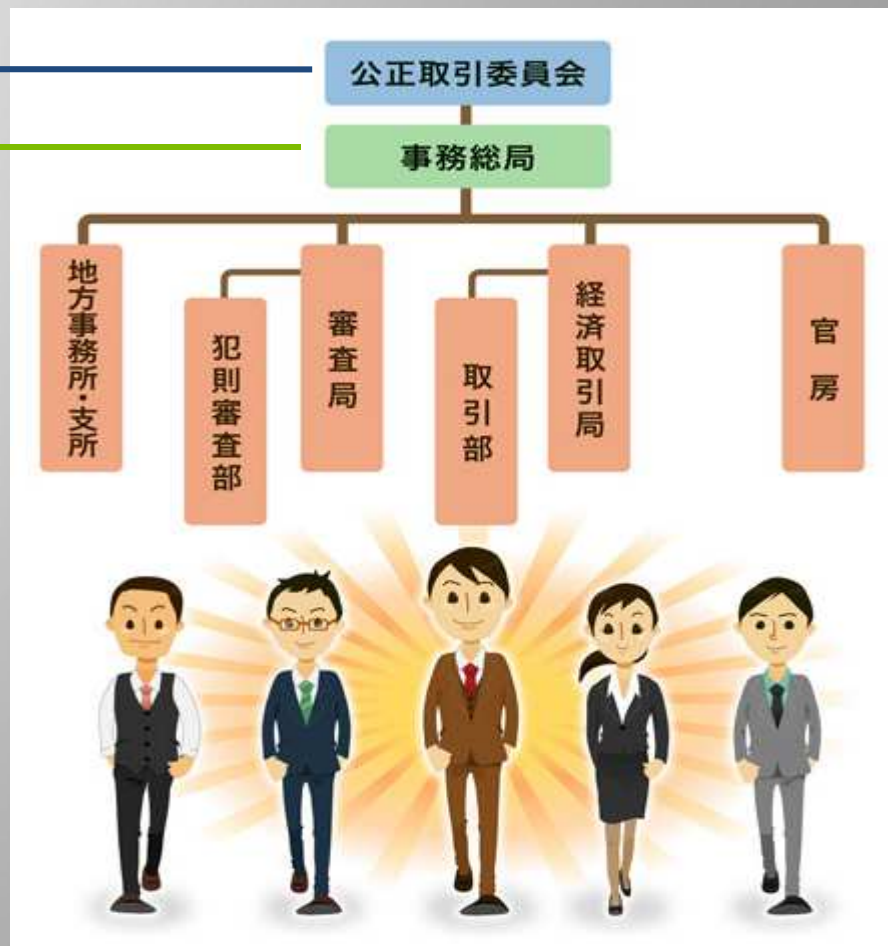 公正取引委員会
事務総局
官房
経済取引局
取引部
審査局
犯則審査部
地方事務所・支所